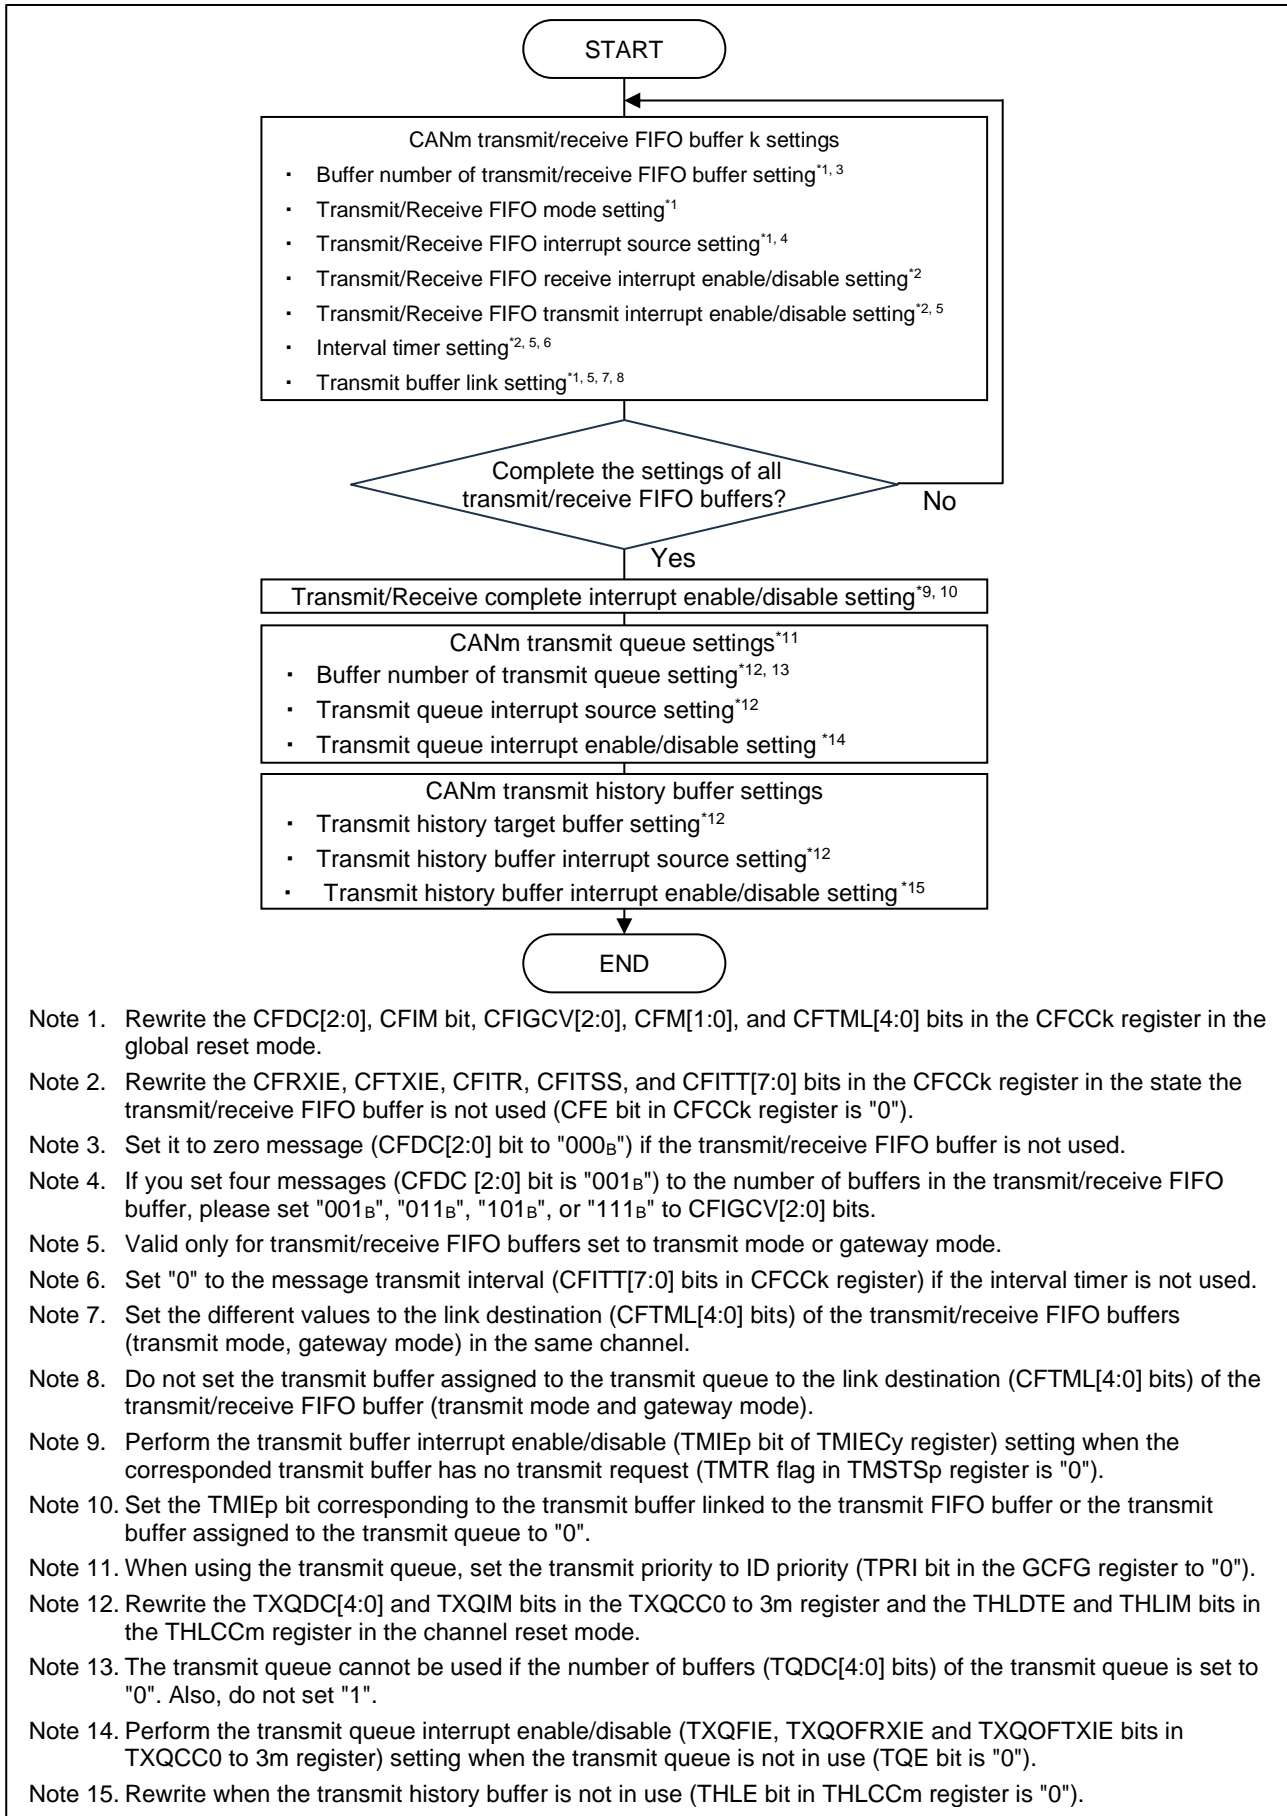 START
CANm transmit/receive FIFO buffer k settings
· Buffer number of transmit/receive FIFO buffer setting*1, 3
· Transmit/Receive FIFO mode setting*1
· Transmit/Receive FIFO interrupt source setting*1, 4
· Transmit/Receive FIFO receive interrupt enable/disable setting*2
· Transmit/Receive FIFO transmit interrupt enable/disable setting*2, 5
· Interval timer setting*2, 5, 6
· Transmit buffer link setting*1, 5, 7, 8
Complete the settings of all
transmit/receive FIFO buffers?
No
Yes
Transmit/Receive complete interrupt enable/disable setting*9, 10
CANm transmit queue settings*11
· Buffer number of transmit queue setting*12, 13
· Transmit queue interrupt source setting*12
· Transmit queue interrupt enable/disable setting *14
CANm transmit history buffer settings
· Transmit history target buffer setting*12
· Transmit history buffer interrupt source setting*12
· Transmit history buffer interrupt enable/disable setting *15
END
Note 1. Rewrite the CFDC[2:0], CFIM bit, CFIGCV[2:0], CFM[1:0], and CFTML[4:0] bits in the CFCCk register in the
global reset mode.
Note 2. Rewrite the CFRXIE, CFTXIE, CFITR, CFITSS, and CFITT[7:0] bits in the CFCCk register in the state the
transmit/receive FIFO buffer is not used (CFE bit in CFCCk register is "0").
Note 3. Set it to zero message (CFDC[2:0] bit to "000B") if the transmit/receive FIFO buffer is not used.
Note 4. If you set four messages (CFDC [2:0] bit is "001B") to the number of buffers in the transmit/receive FIFO
buffer, please set "001B", "011B", "101B", or "111B" to CFIGCV[2:0] bits.
Note 5. Valid only for transmit/receive FIFO buffers set to transmit mode or gateway mode.
Note 6. Set "0" to the message transmit interval (CFITT[7:0] bits in CFCCk register) if the interval timer is not used.
Note 7. Set the different values to the link destination (CFTML[4:0] bits) of the transmit/receive FIFO buffers
(transmit mode, gateway mode) in the same channel.
Note 8. Do not set the transmit buffer assigned to the transmit queue to the link destination (CFTML[4:0] bits) of the
transmit/receive FIFO buffer (transmit mode and gateway mode).
Note 9. Perform the transmit buffer interrupt enable/disable (TMIEp bit of TMIECy register) setting when the
corresponded transmit buffer has no transmit request (TMTR flag in TMSTSp register is "0").
Note 10. Set the TMIEp bit corresponding to the transmit buffer linked to the transmit FIFO buffer or the transmit
buffer assigned to the transmit queue to "0".
Note 11. When using the transmit queue, set the transmit priority to ID priority (TPRI bit in the GCFG register to "0").
Note 12. Rewrite the TXQDC[4:0] and TXQIM bits in the TXQCC0 to 3m register and the THLDTE and THLIM bits in
the THLCCm register in the channel reset mode.
Note 13. The transmit queue cannot be used if the number of buffers (TQDC[4:0] bits) of the transmit queue is set to
"0". Also, do not set "1".
Note 14. Perform the transmit queue interrupt enable/disable (TXQFIE, TXQOFRXIE and TXQOFTXIE bits in
TXQCC0 to 3m register) setting when the transmit queue is not in use (TQE bit is "0").
Note 15. Rewrite when the transmit history buffer is not in use (THLE bit in THLCCm register is "0").